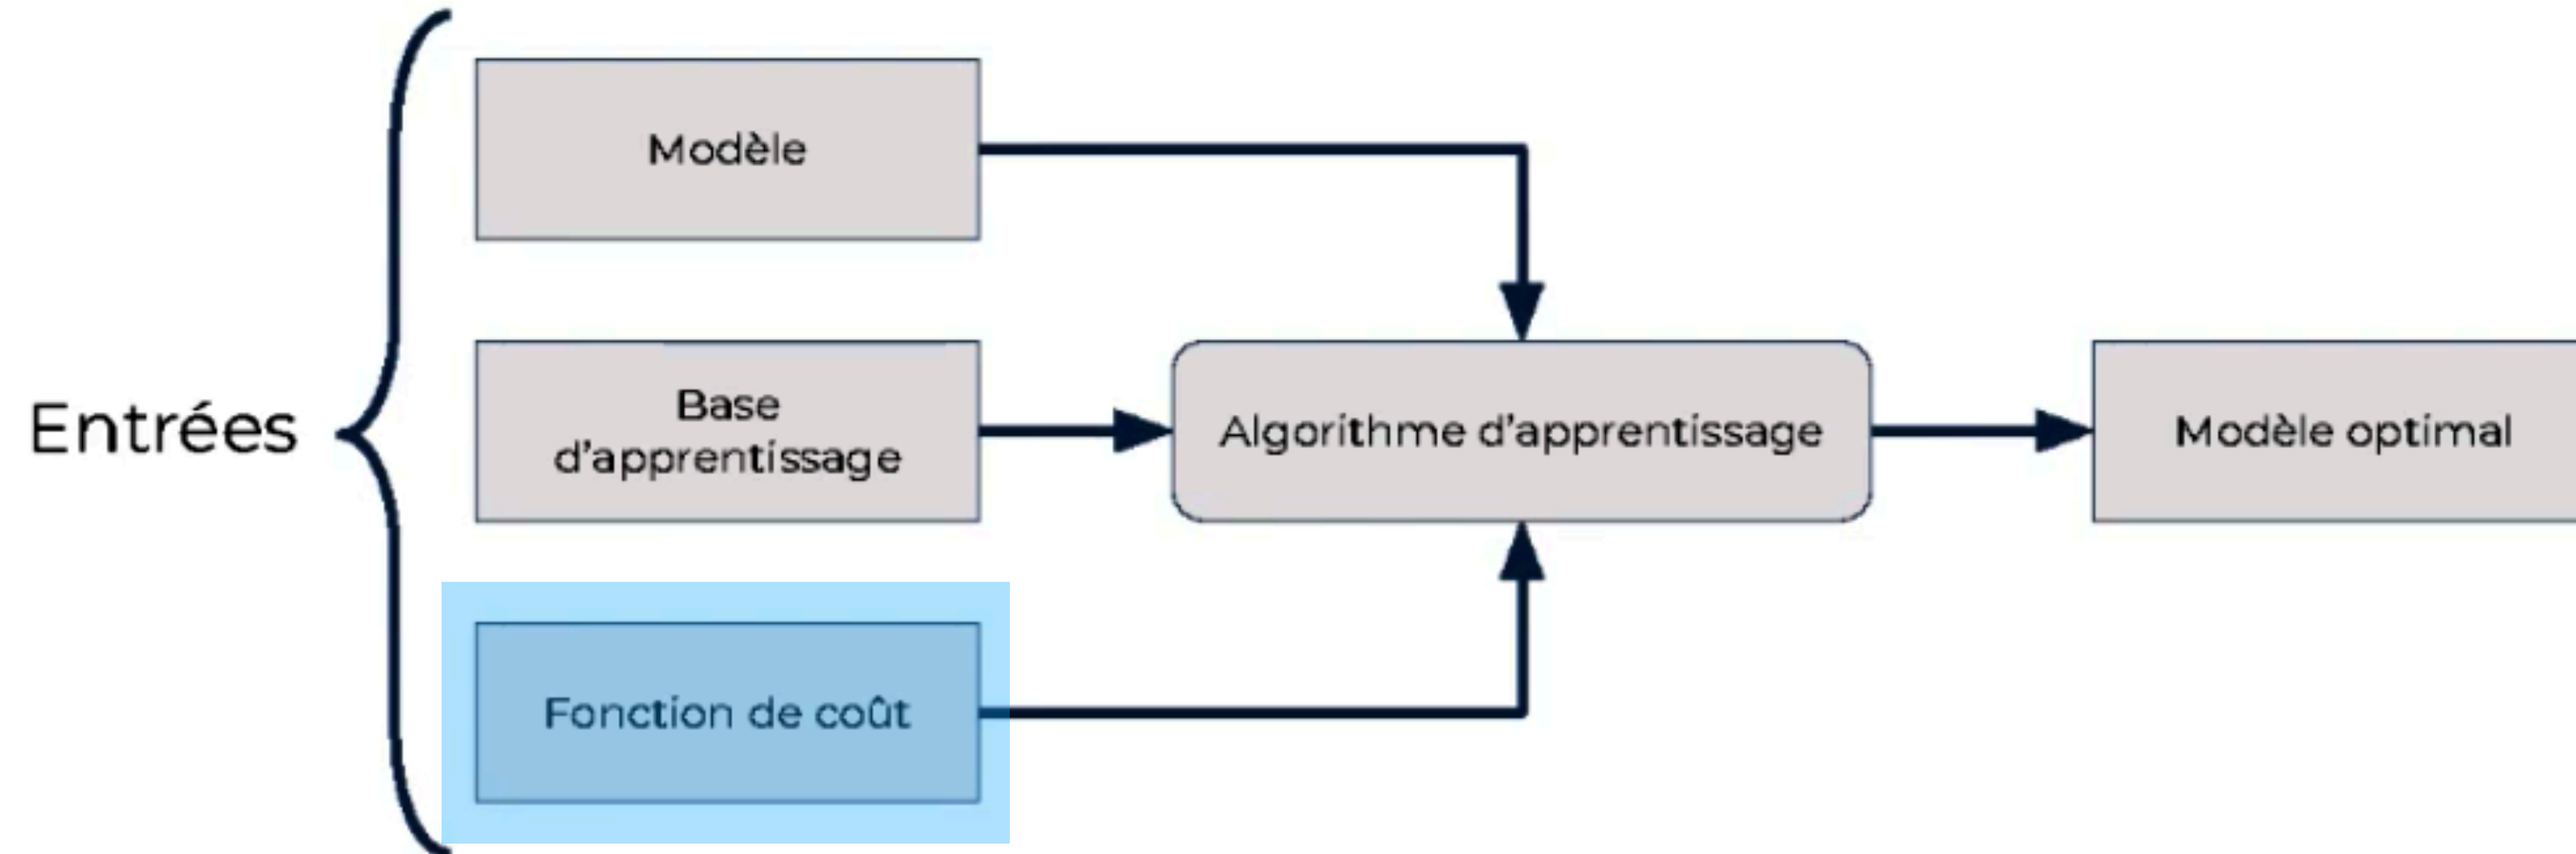 Modèle
Entrées
Base
d'apprentissage
Algorithme d'apprentissage
Modèle optimal
Fonction de coût